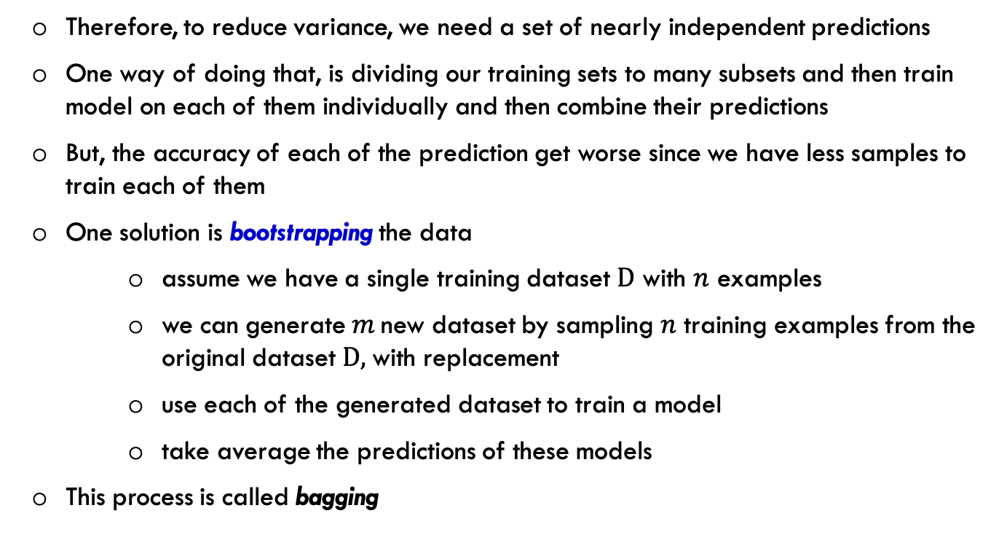 Therefore, to reduce variance, we need a set of nearly independent predictions
One way of doing that, is dividing our training sets to many subsets and then train
model on each of them individually and then combine their predictions
But, the accuracy of each of the prediction get worse since we have less samples to
train each of them
One solution is bootstrapping the data
assume we have a single training dataset D with n examples
we can generate m new dataset by sampling n training examples from the
original dataset D, with replacement
use each of the generated dataset to train a model
take average the predictions of these models
This process is called bagging